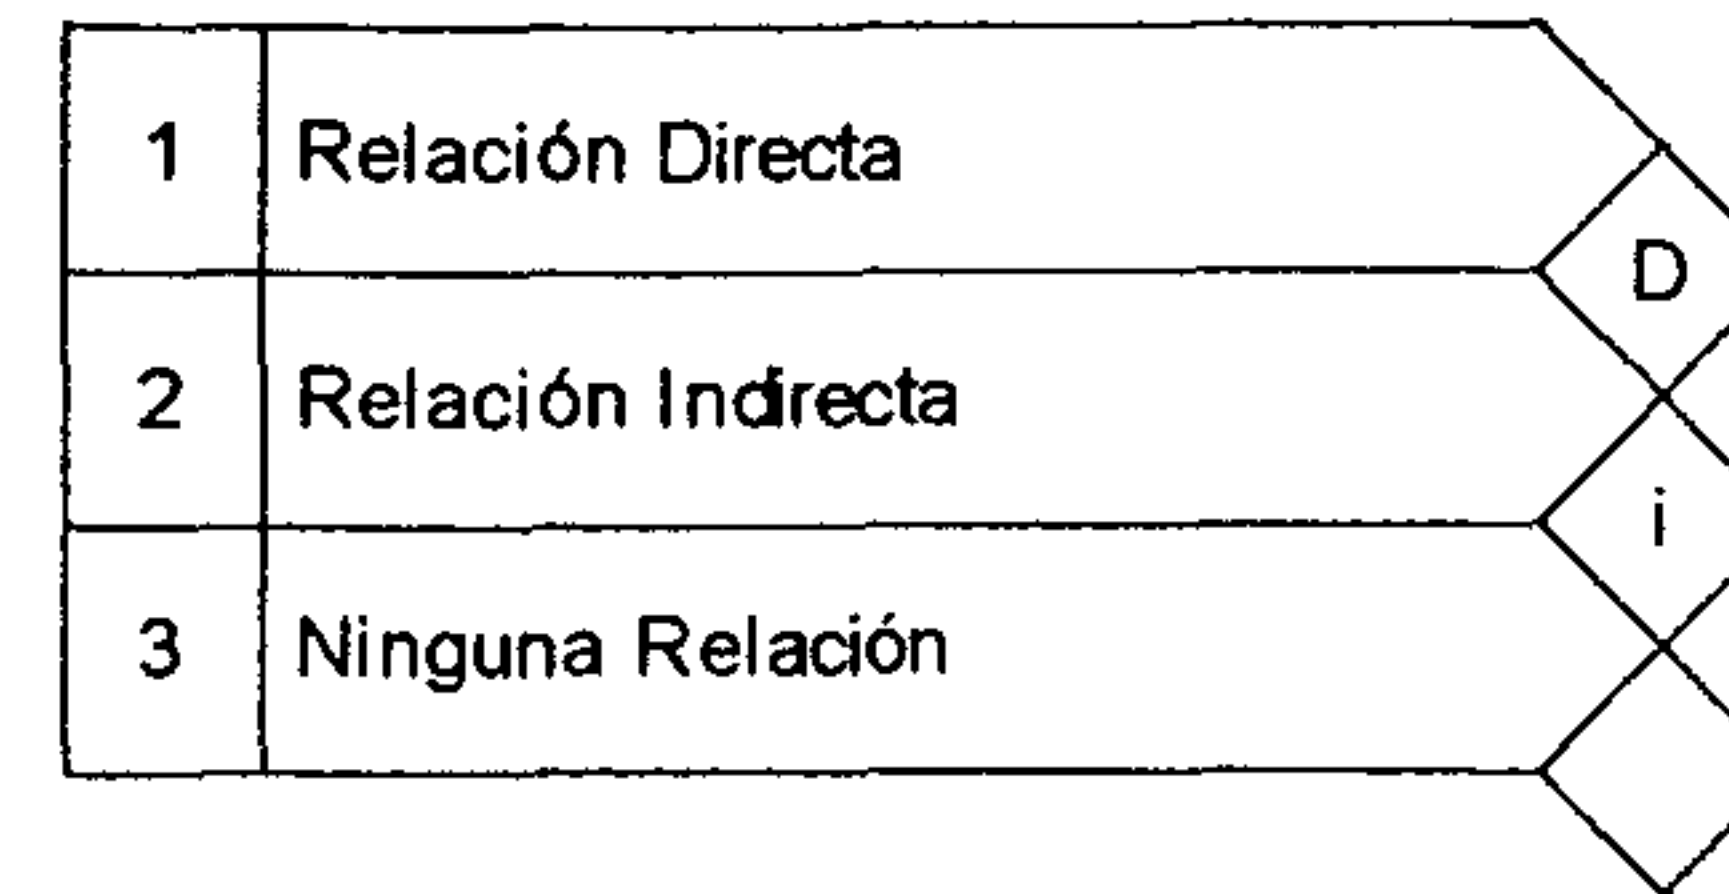 1 Relación Directa
D
2 Relación Indirecta
i
3 Ninguna Relación